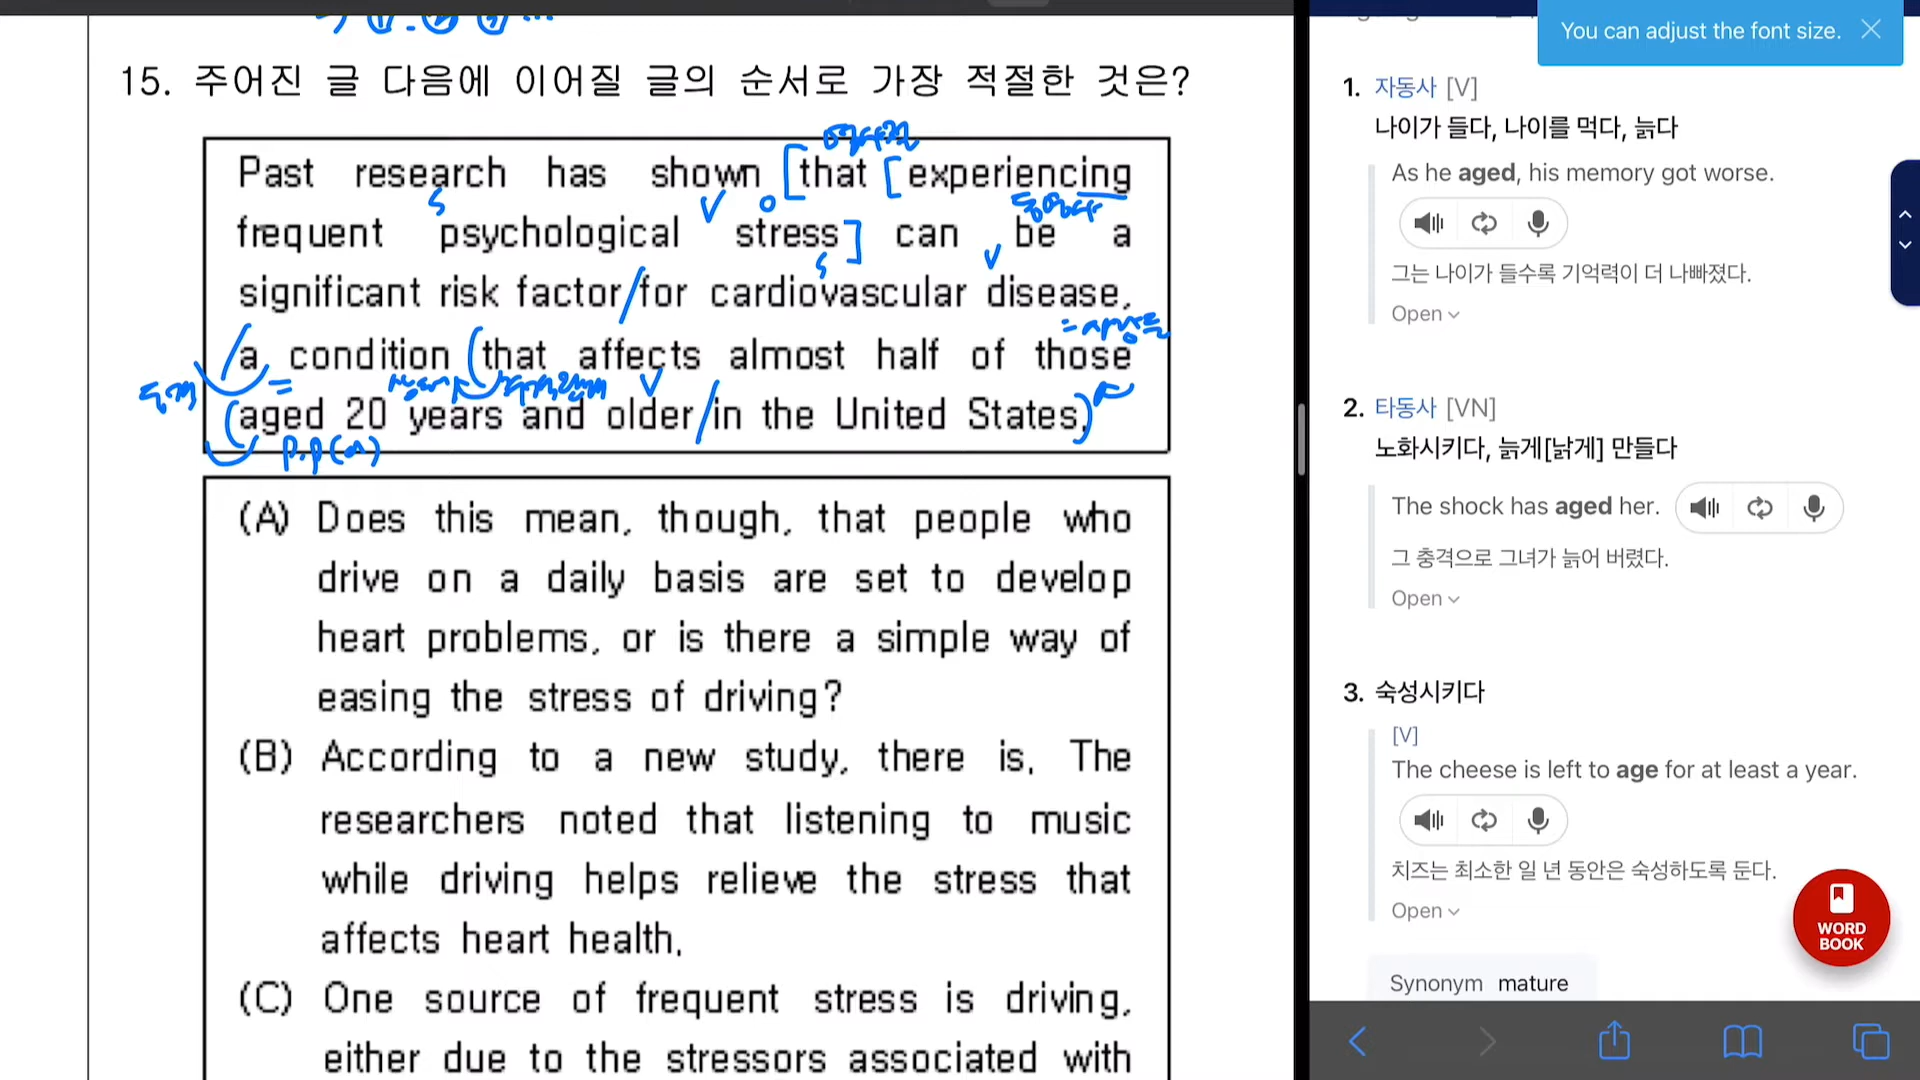 15. 주어진 글 다음에 이어질 글의 순서로 가장 적절한 것은?
Past research has shown [that [experiencing
frequent psychological stress] can be a
significant risk factor/for cardiovascular disease,
/a condition (that affects almost half of those
(aged 20 years and older/in the United States.)
명사절
S
V
O
동명사
S
V
=사람들
동격
=
V
p.p(a)
(A) Does this mean, though, that people who
drive on a daily basis are set to develop
heart problems, or is there a simple way of
easing the stress of driving?
(B) According to a new study, there is. The
researchers noted that listening to music
while driving helps relieve the stress that
affects heart health.
(C) One source of frequent stress is driving,
either due to the stressors associated with
You can adjust the font size.
1. 자동사 [V]
나이가 들다, 나이를 먹다, 늙다
As he aged, his memory got worse.
그는 나이가 들수록 기억력이 더 나빠졌다.
Open
2. 타동사 [VN]
노화시키다, 늙게[낡게] 만들다
The shock has aged her.
그 충격으로 그녀가 늙어 버렸다.
Open
3. 숙성시키다
[V]
The cheese is left to age for at least a year.
치즈는 최소한 일 년 동안은 숙성하도록 둔다.
Open
WORD
BOOK
Synonym mature